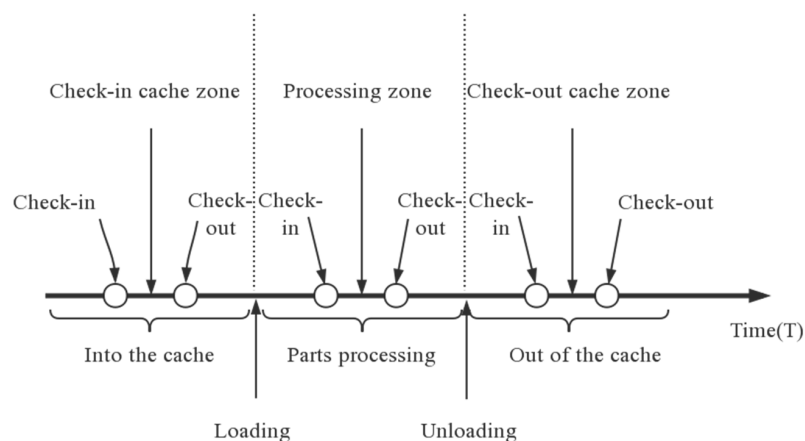 Check-in cache zone
Processing zone
Check-out cache zone
Check-in
Check-
out
Check-
in
Check-
out
Check-
in
Check-out
Time(T)
Into the cache
Parts processing
Out of the cache
Loading
Unloading